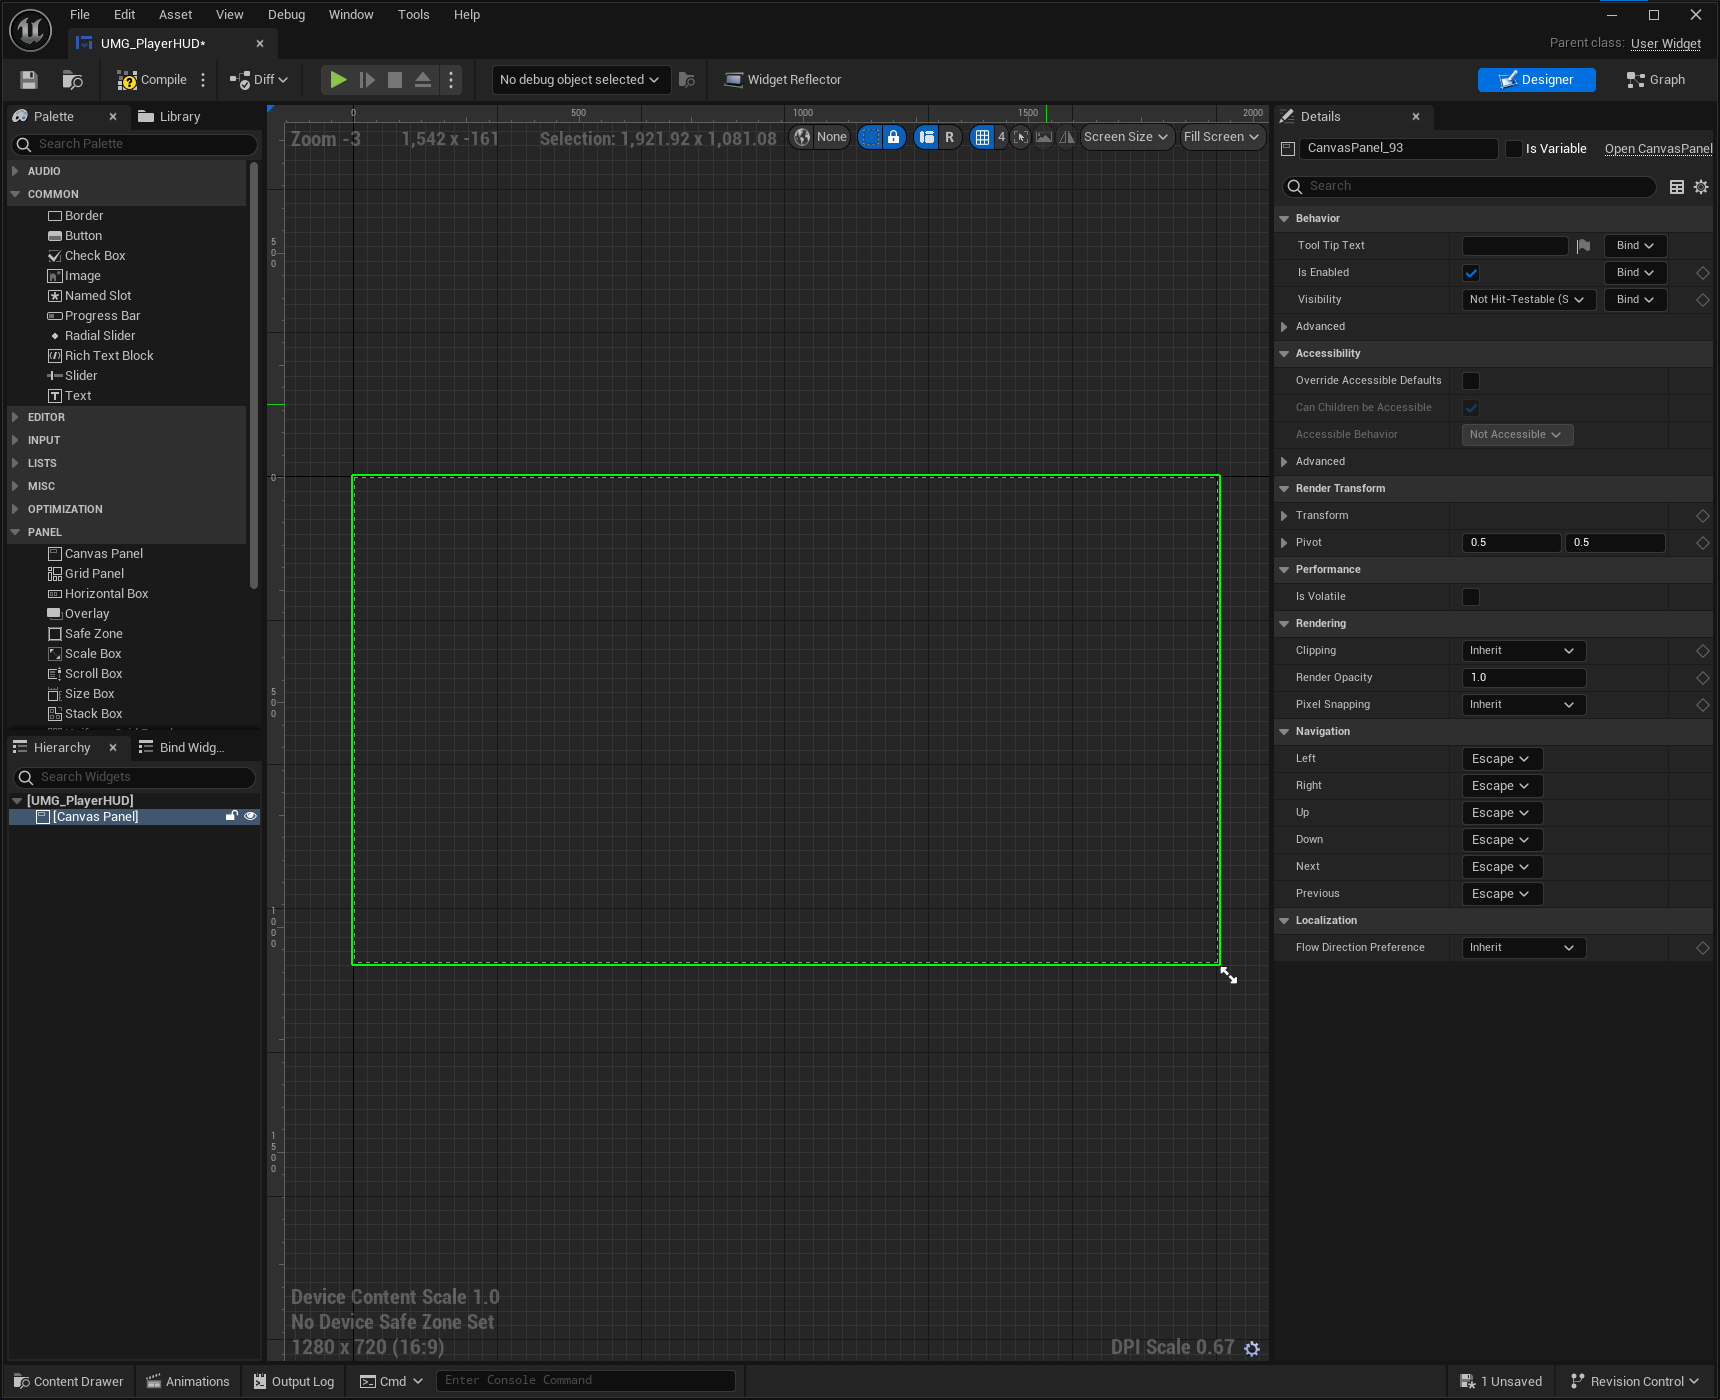 File Edit Asset View Debug Window Tools Help
UMG_PlayerHUD*
Parent class: User Widget
Compile Diff No debug object selected Widget Reflector Designer Graph
Palette Library
Search Palette
AUDIO
COMMON
Border
Button
Check Box
Image
Named Slot
Progress Bar
Radial Slider
Rich Text Block
Slider
Text
EDITOR
INPUT
LISTS
MISC
OPTIMIZATION
PANEL
Canvas Panel
Grid Panel
Horizontal Box
Overlay
Safe Zone
Scale Box
Scroll Box
Size Box
Stack Box
Hierarchy Bind Widg...
Search Widgets
[UMG_PlayerHUD]
[Canvas Panel]
0 500 1000 1500 2000
Zoom -3 1,542 x -161 Selection: 1,921.92 x 1,081.08 None R 4 Screen Size Fill Screen
500
0
500
1000
1500
Device Content Scale 1.0
No Device Safe Zone Set
1280 x 720 (16:9)
DPI Scale 0.67
Details
CanvasPanel_93 Is Variable Open CanvasPanel
Search
Behavior
Tool Tip Text Bind
Is Enabled Bind
Visibility Not Hit-Testable (S Bind
Advanced
Accessibility
Override Accessible Defaults
Can Children be Accessible
Accessible Behavior Not Accessible
Advanced
Render Transform
Transform
Pivot 0.5 0.5
Performance
Is Volatile
Rendering
Clipping Inherit
Render Opacity 1.0
Pixel Snapping Inherit
Navigation
Left Escape
Right Escape
Up Escape
Down Escape
Next Escape
Previous Escape
Localization
Flow Direction Preference Inherit
Content Drawer Animations Output Log Cmd Enter Console Command 1 Unsaved Revision Control